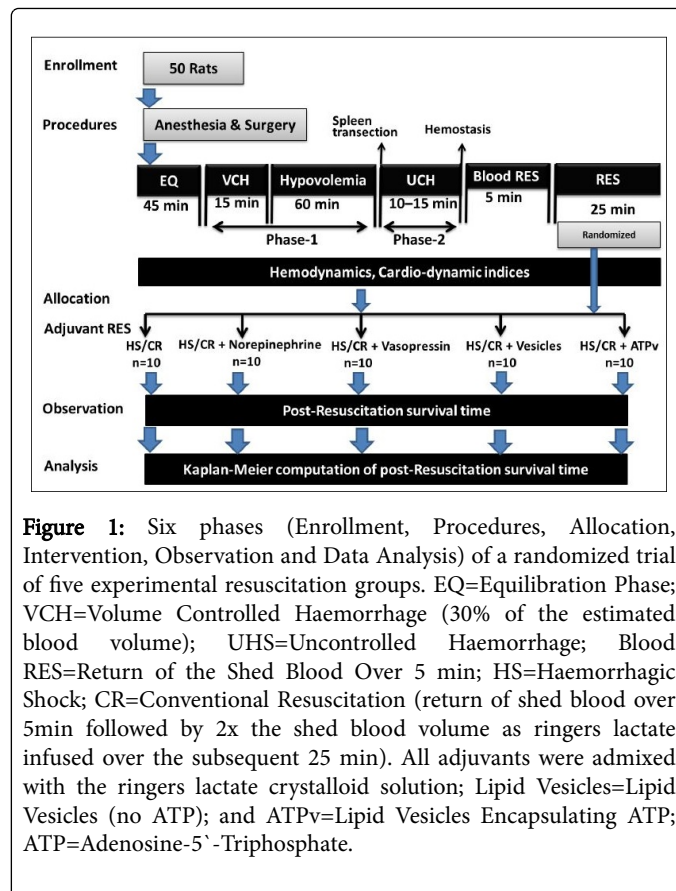 Enrollment
50 Rats
Procedures
Anesthesia & Surgery
Spleen
transection
Hemostasis
EQ
VCH
Hypovolemia
UCH
Blood RES
RES
45 min
15 min
60 min
10–15 min
5 min
25 min
Phase-1
Phase-2
Randomized
Hemodynamics, Cardio-dynamic indices
Allocation
Adjuvant RES
HS/CR
n=10
HS/CR + Norepinephrine
n=10
HS/CR + Vasopressin
n=10
HS/CR + Vesicles
n=10
HS/CR + ATPv
n=10
Observation
Post-Resuscitation survival time
Analysis
Kaplan-Meier computation of post-Resuscitation survival time
Figure 1: Six phases (Enrollment, Procedures, Allocation,
Intervention, Observation and Data Analysis) of a randomized trial
of five experimental resuscitation groups. EQ=Equilibration Phase;
VCH=Volume Controlled Haemorrhage (30% of the estimated
blood volume); UHS=Uncontrolled Haemorrhage; Blood
RES=Return of the Shed Blood Over 5 min; HS=Haemorrhagic
Shock; CR=Conventional Resuscitation (return of shed blood over
5min followed by 2x the shed blood volume as ringers lactate
infused over the subsequent 25 min). All adjuvants were admixed
with the ringers lactate crystalloid solution; Lipid Vesicles=Lipid
Vesicles (no ATP); and ATPv=Lipid Vesicles Encapsulating ATP;
ATP=Adenosine-5`-Triphosphate.